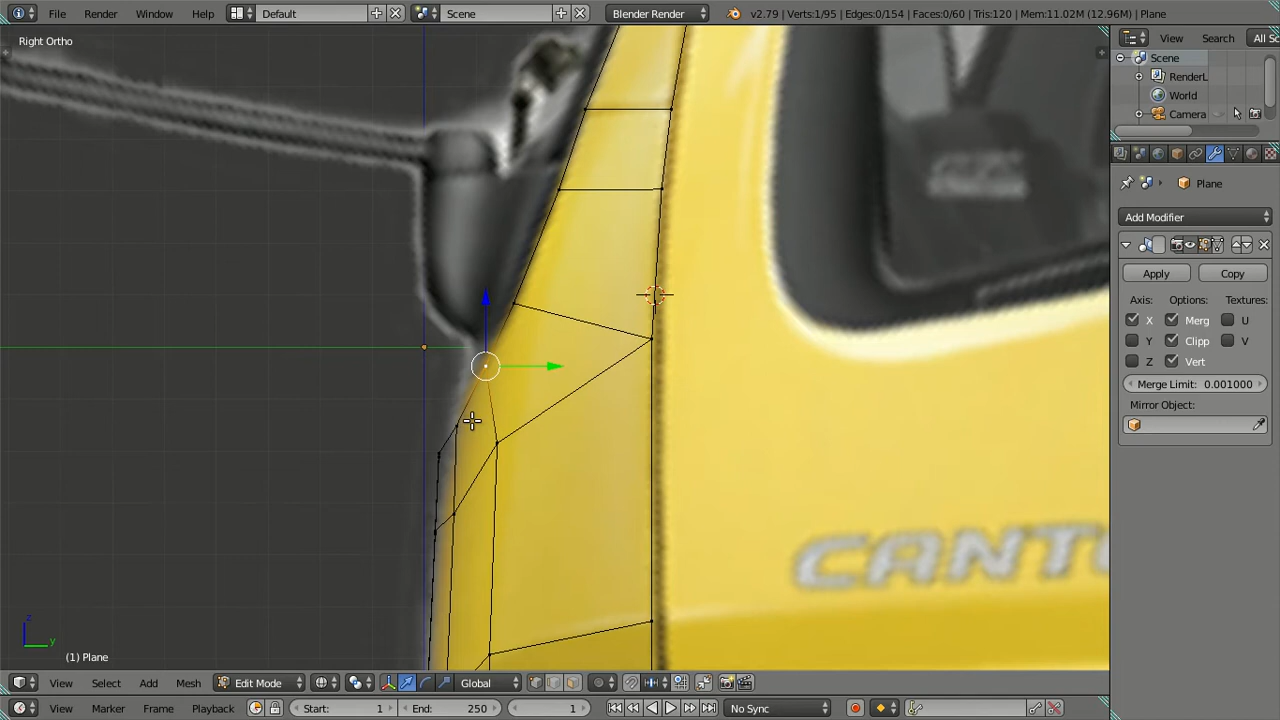 File Render Window Help Default Scene Blender Render v2.79 | Verts:1/95 | Edges:0/154 | Faces:0/60 | Tris:120 | Mem:11.02M (12.96M) | Plane
Right Ortho
View Search All Sc
Scene
RenderL
World
Camera
Plane
Add Modifier
Apply Copy
Axis: Options: Textures:
X Merg U
Y Clipp V
Z Vert
Merge Limit: 0.001000
Mirror Object:
CANT
z
y
(1) Plane
View Select Add Mesh Edit Mode Global
View Marker Frame Playback Start: 1 End: 250 1 No Sync